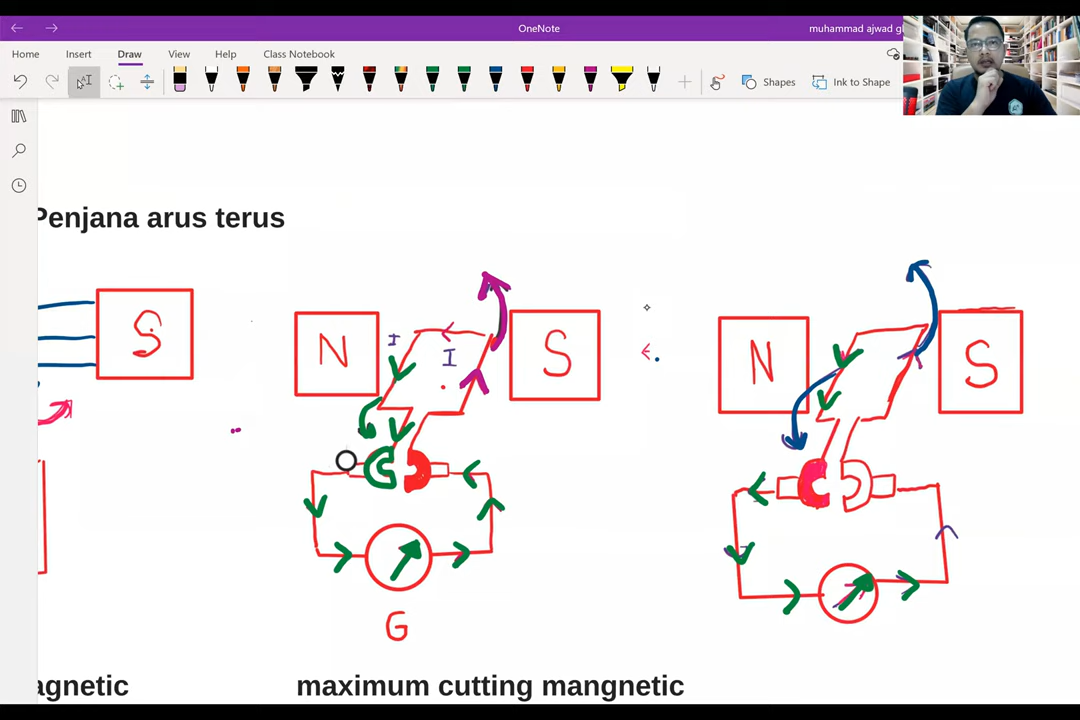 OneNote
muhammad ajwad g
Home Insert Draw View Help Class Notebook
Shapes Ink to Shape
Penjana arus terus
S
N S
I I
N S
G
agnetic
maximum cutting mangnetic